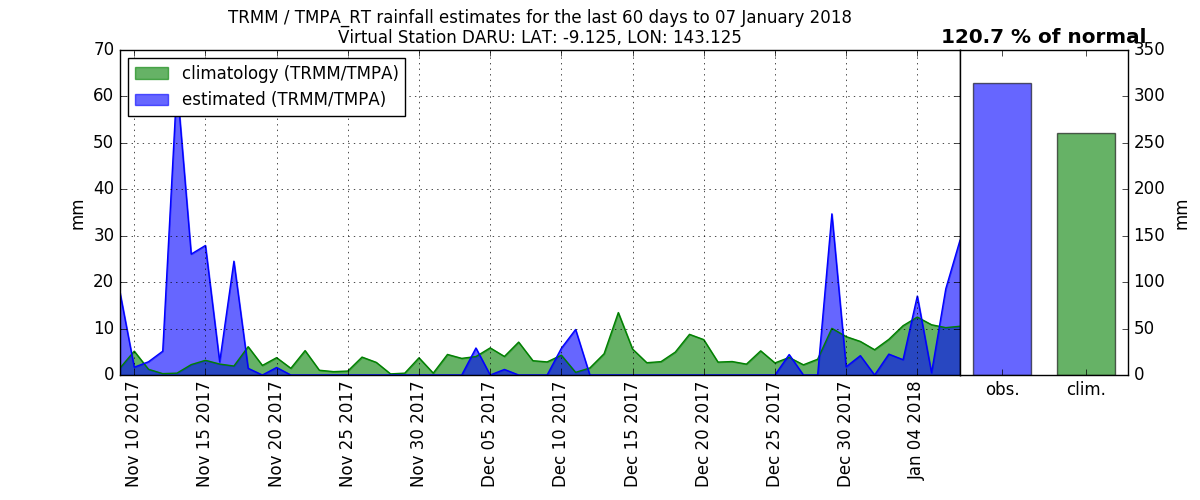 TRMM / TMPA_RT rainfall estimates for the last 60 days to 07 January 2018
Virtual Station DARU: LAT: -9.125, LON: 143.125
120.7 % of normal
climatology (TRMM/TMPA)
estimated (TRMM/TMPA)
70
60
50
40
30
20
10
0
mm
Nov 10 2017
Nov 15 2017
Nov 20 2017
Nov 25 2017
Nov 30 2017
Dec 05 2017
Dec 10 2017
Dec 15 2017
Dec 20 2017
Dec 25 2017
Dec 30 2017
Jan 04 2018
obs.
clim.
350
300
250
200
150
100
50
0
mm